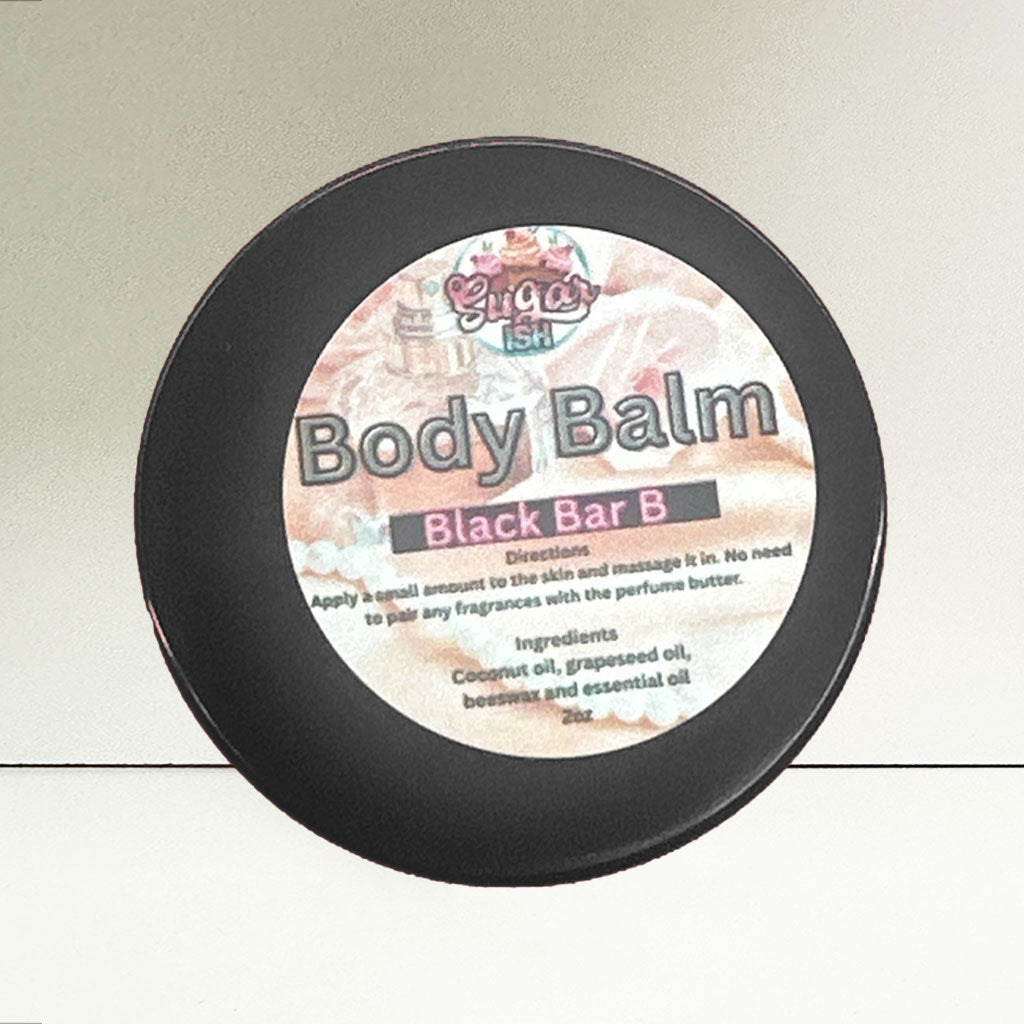 Sugar
ISH
Body Balm
Black Bar B
Directions
Apply a small amount to the skin and massage it in. No need
to pair any fragrances with the perfume butter.
Ingredients
Coconut oil, grapeseed oil,
beeswax and essential oil
2oz